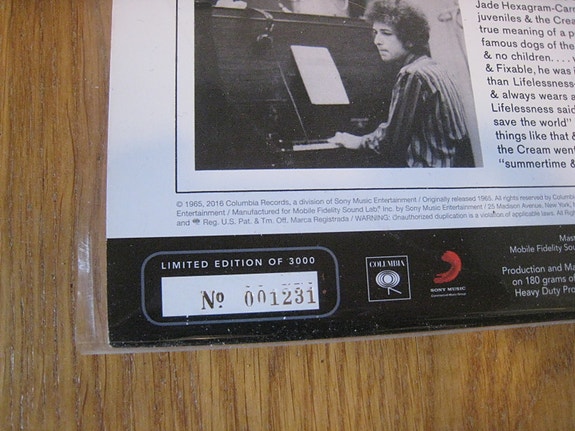 Jade Hexagram-Carn
juveniles & the Crea
true meaning of a p
famous dogs of the
& no children. . . . w
& Fixable, he was i
than Lifelessness-
& always wears a
Lifelessness said
save the world"
things like that &
the Cream went
"summertime &
© 1965, 2016 Columbia Records, a division of Sony Music Entertainment / Originally released 1965. All rights reserved by Columbia
Entertainment / Manufactured for Mobile Fidelity Sound Lab® Inc. by Sony Music Entertainment / 25 Madison Avenue, New York, N
and Reg. U.S. Pat. & Tm. Off. Marca Registrada / WARNING: Unauthorized duplication is a violation of applicable laws. All Righ
LIMITED EDITION OF 3000
No 001231
COLUMBIA
SONY MUSIC
Mast
Mobile Fidelity Sou
Production and Ma
on 180 grams of
Heavy Duty Pro